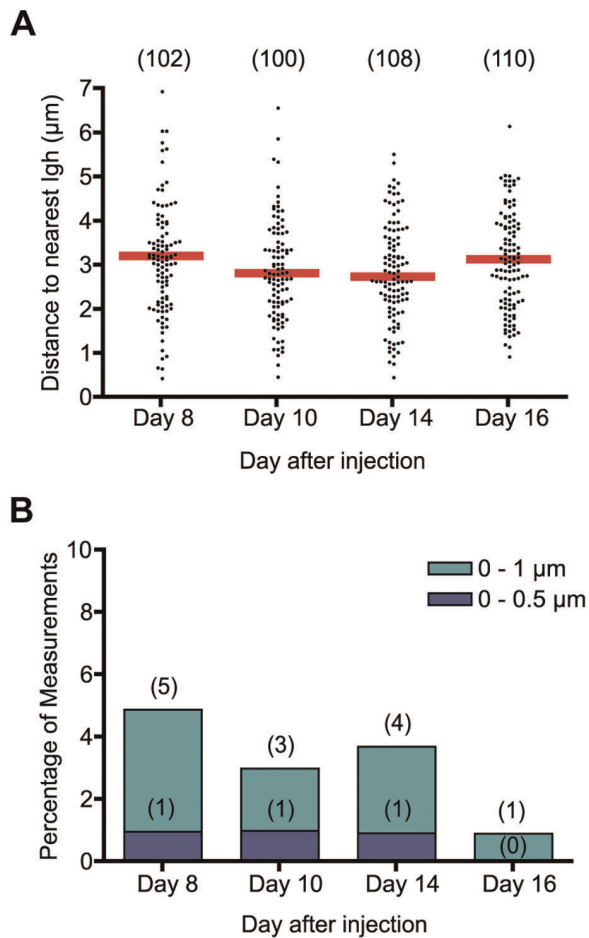 A
(102) (100) (108) (110)
Distance to nearest Igh (µm)
7
6
5
4
3
2
1
0
Day 8 Day 10 Day 14 Day 16
Day after injection
B
Percentage of Measurements
10
8
6
4
2
0
0 - 1 µm
0 - 0.5 µm
(5) (3) (4) (1)
(1) (1) (1) (0)
Day 8 Day 10 Day 14 Day 16
Day after injection